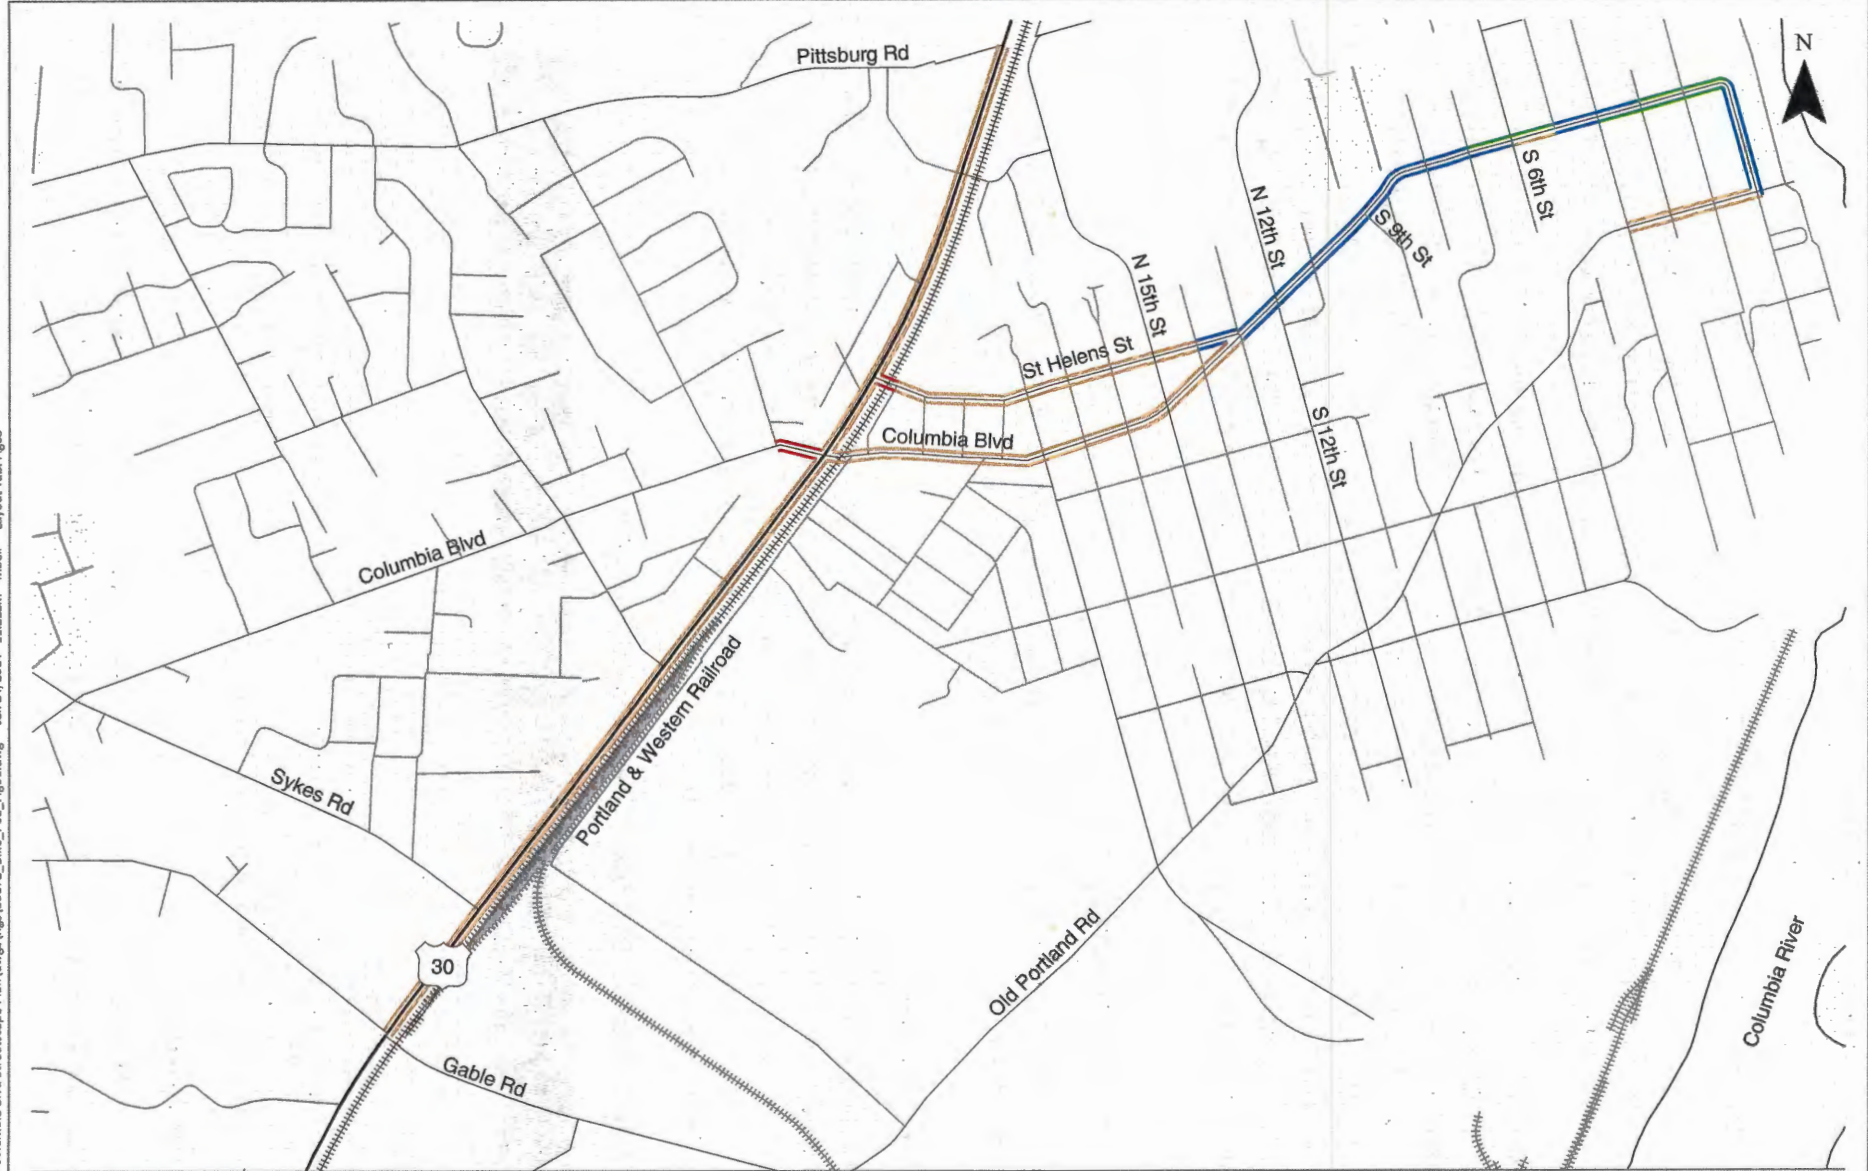 Pittsburg Rd
N
S 6th St
N 12th St
S 9th St
N 15th St
St Helens St
Columbia Blvd
S 12th St
Columbia Blvd
Portland & Western Railroad
Sykes Rd
30
Old Portland Rd
Columbia River
Gable Rd